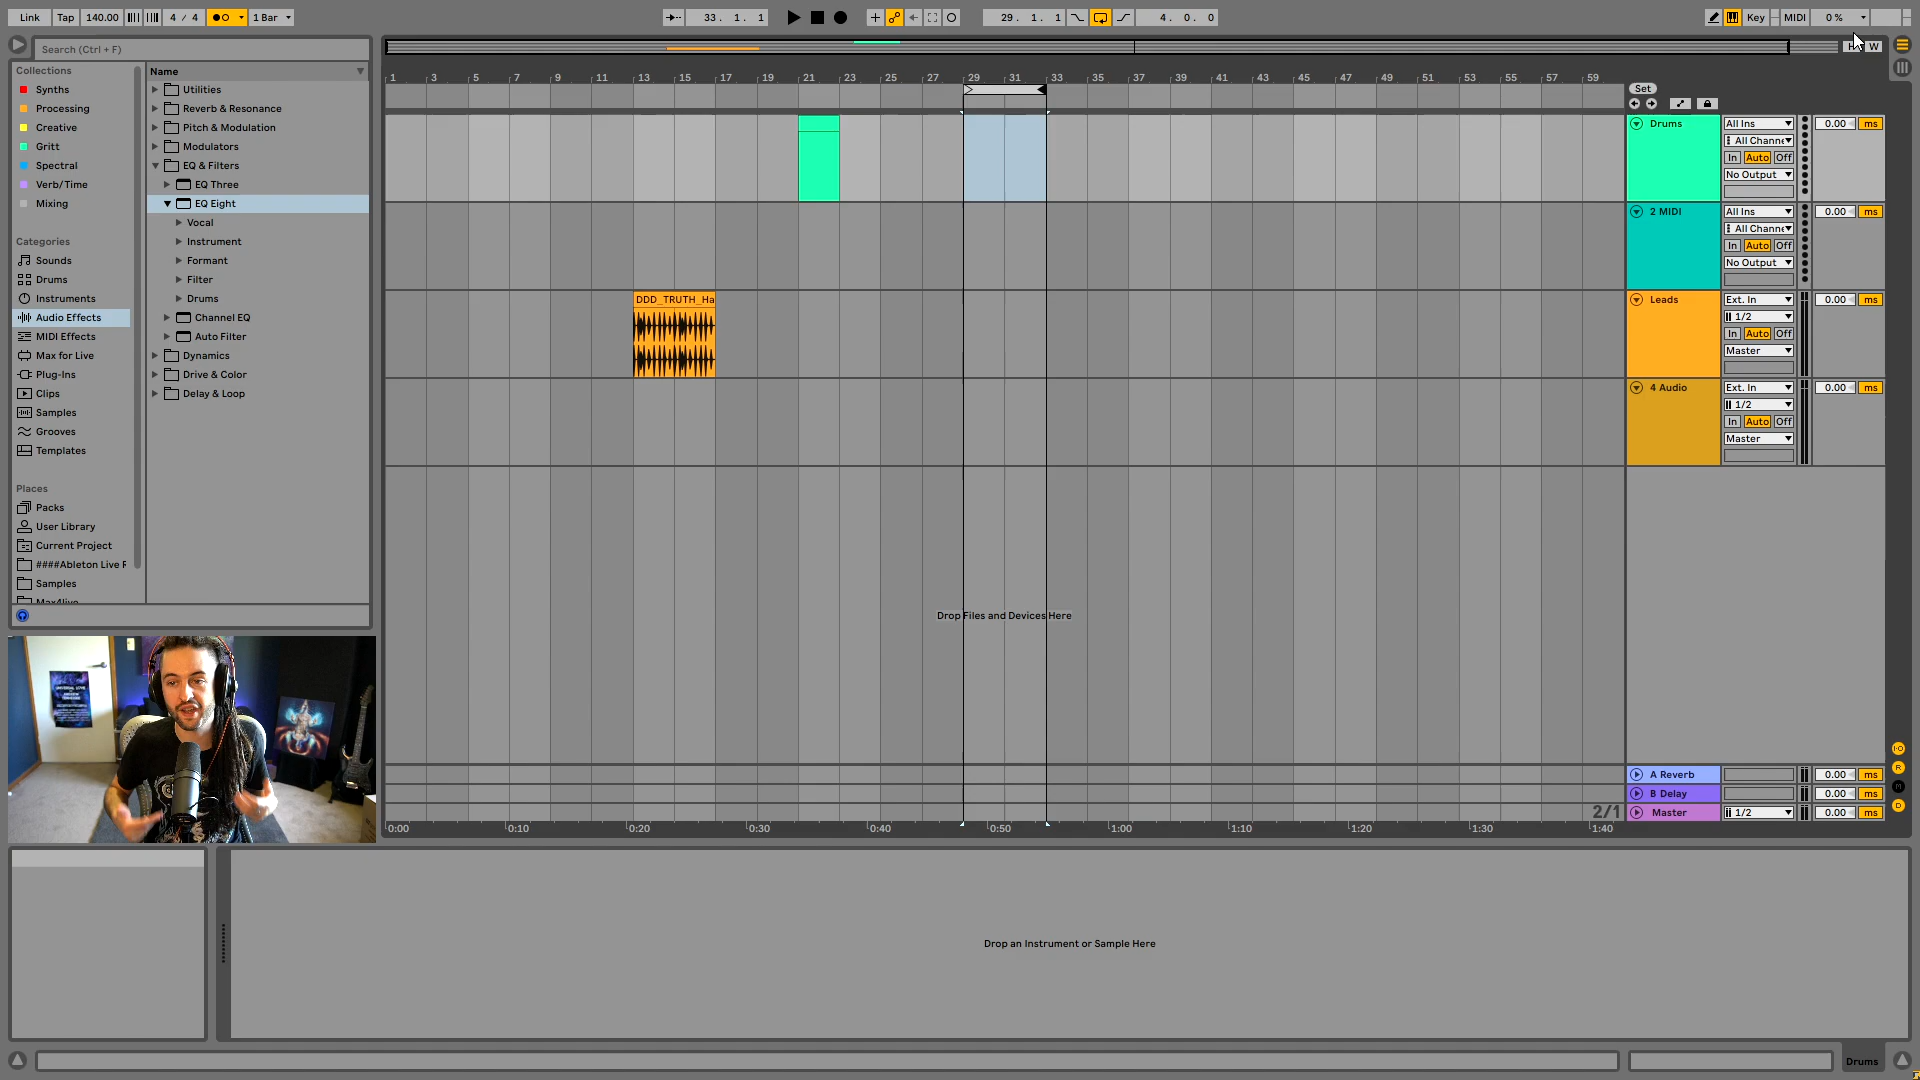 Link Tap 140.00 4 / 4 1 Bar 33. 1. 1 29. 1. 1 4. 0. 0 Key MIDI 0 %
Search (Ctrl + F)
H W
Collections
Synths
Processing
Creative
Gritt
Spectral
Verb/Time
Mixing
Categories
Sounds
Drums
Instruments
Audio Effects
MIDI Effects
Max for Live
Plug-Ins
Clips
Samples
Grooves
Templates
Places
Packs
User Library
Current Project
####Ableton Live F
Samples
Max4live
Name
Utilities
Reverb & Resonance
Pitch & Modulation
Modulators
EQ & Filters
EQ Three
EQ Eight
Vocal
Instrument
Formant
Filter
Drums
Channel EQ
Auto Filter
Dynamics
Drive & Color
Delay & Loop
1 3 5 7 9 11 13 15 17 19 21 23 25 27 29 31 33 35 37 39 41 43 45 47 49 51 53 55 57 59
Set
Drums All Ins 0.00 ms
All Channe
In Auto Off
No Output
2 MIDI All Ins 0.00 ms
All Channe
In Auto Off
No Output
DDD_TRUTH_Ha
Leads Ext. In 0.00 ms
1/2
In Auto Off
Master
4 Audio Ext. In 0.00 ms
1/2
In Auto Off
Master
Drop Files and Devices Here
I·O
R
M
D
A Reverb 0.00 ms
B Delay 0.00 ms
2/1 Master 1/2 0.00 ms
0:00 0:10 0:20 0:30 0:40 0:50 1:00 1:10 1:20 1:30 1:40
Drop an Instrument or Sample Here
Drums